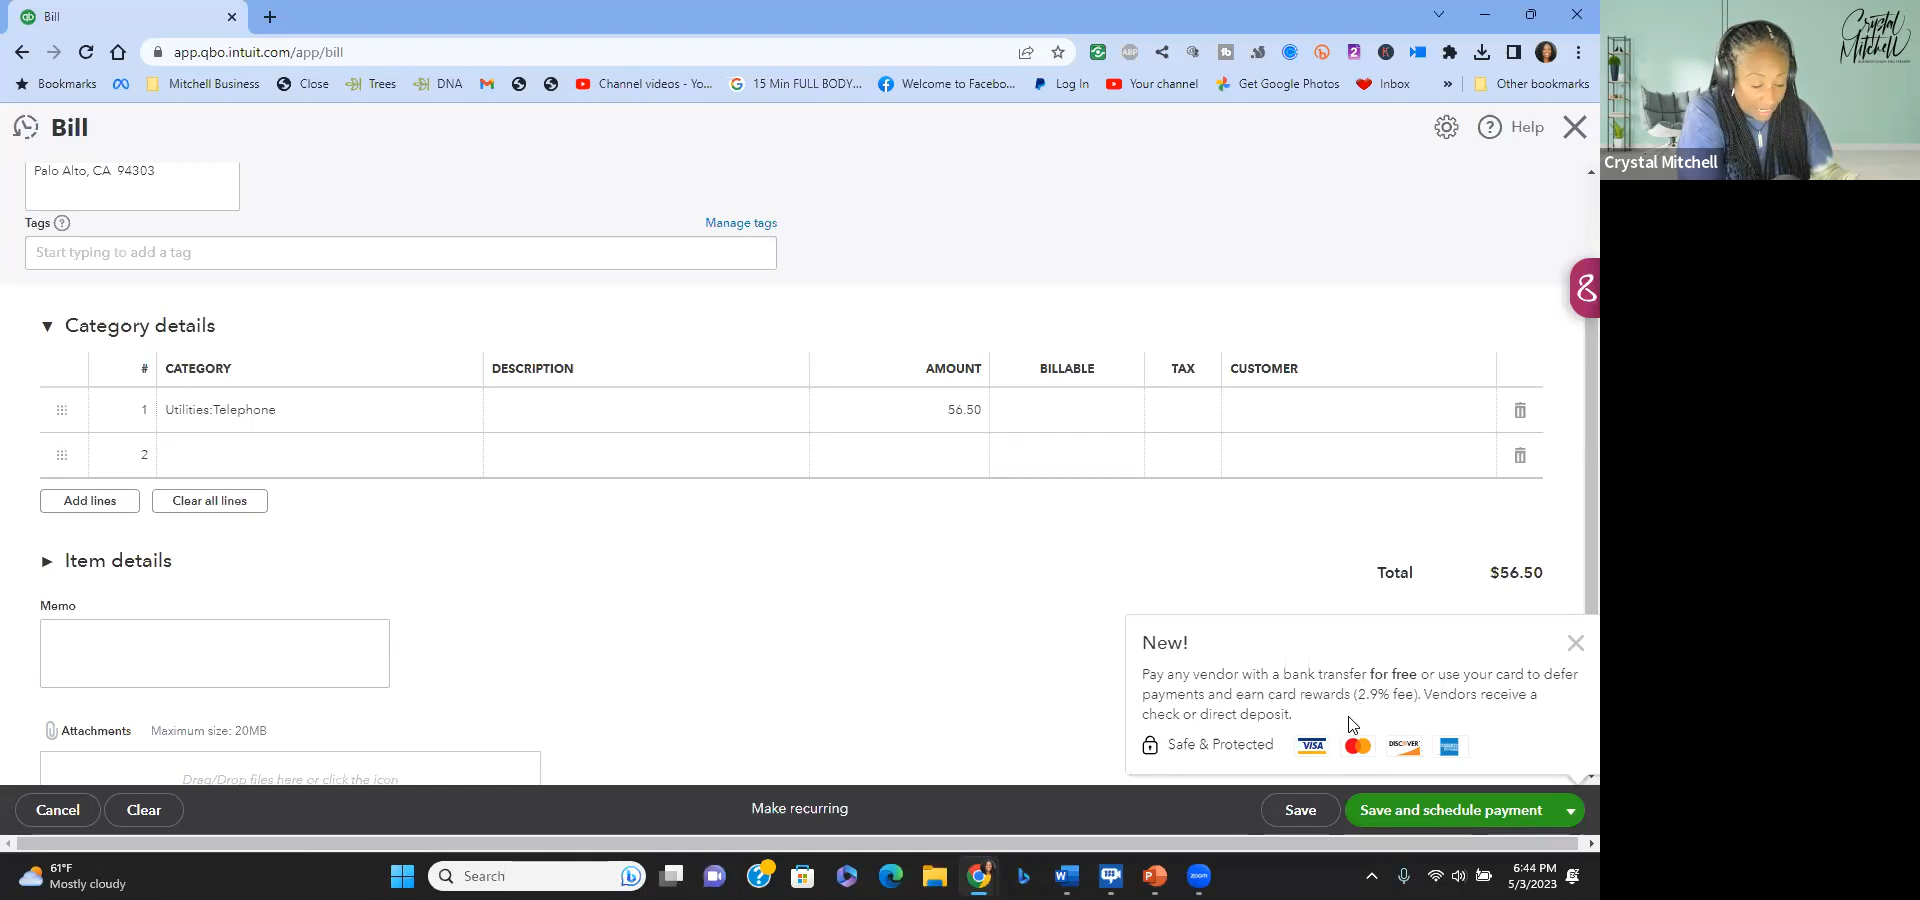 Bill
app.qbo.intuit.com/app/bill
Bookmarks
Mitchell Business
Close
Trees
DNA
Channel videos - Yo...
15 Min FULL BODY...
Welcome to Facebo...
Log In
Your channel
Get Google Photos
Inbox
»
Other bookmarks
Bill
Help
Crystal Mitchell
Crystal Mitchell
Palo Alto, CA 94303
Tags
Manage tags
Start typing to add a tag
Category details
# CATEGORY DESCRIPTION AMOUNT BILLABLE TAX CUSTOMER
1 Utilities:Telephone 56.50
2
Add lines
Clear all lines
Item details
Total $56.50
Memo
New!
Pay any vendor with a bank transfer for free or use your card to defer
payments and earn card rewards (2.9% fee). Vendors receive a
check or direct deposit.
Safe & Protected VISA DISCOVER
Attachments Maximum size: 20MB
Drag/Drop files here or click the icon
Cancel
Clear
Make recurring
Save
Save and schedule payment
61°F
Mostly cloudy
Search
zoom
6:44 PM
5/3/2023